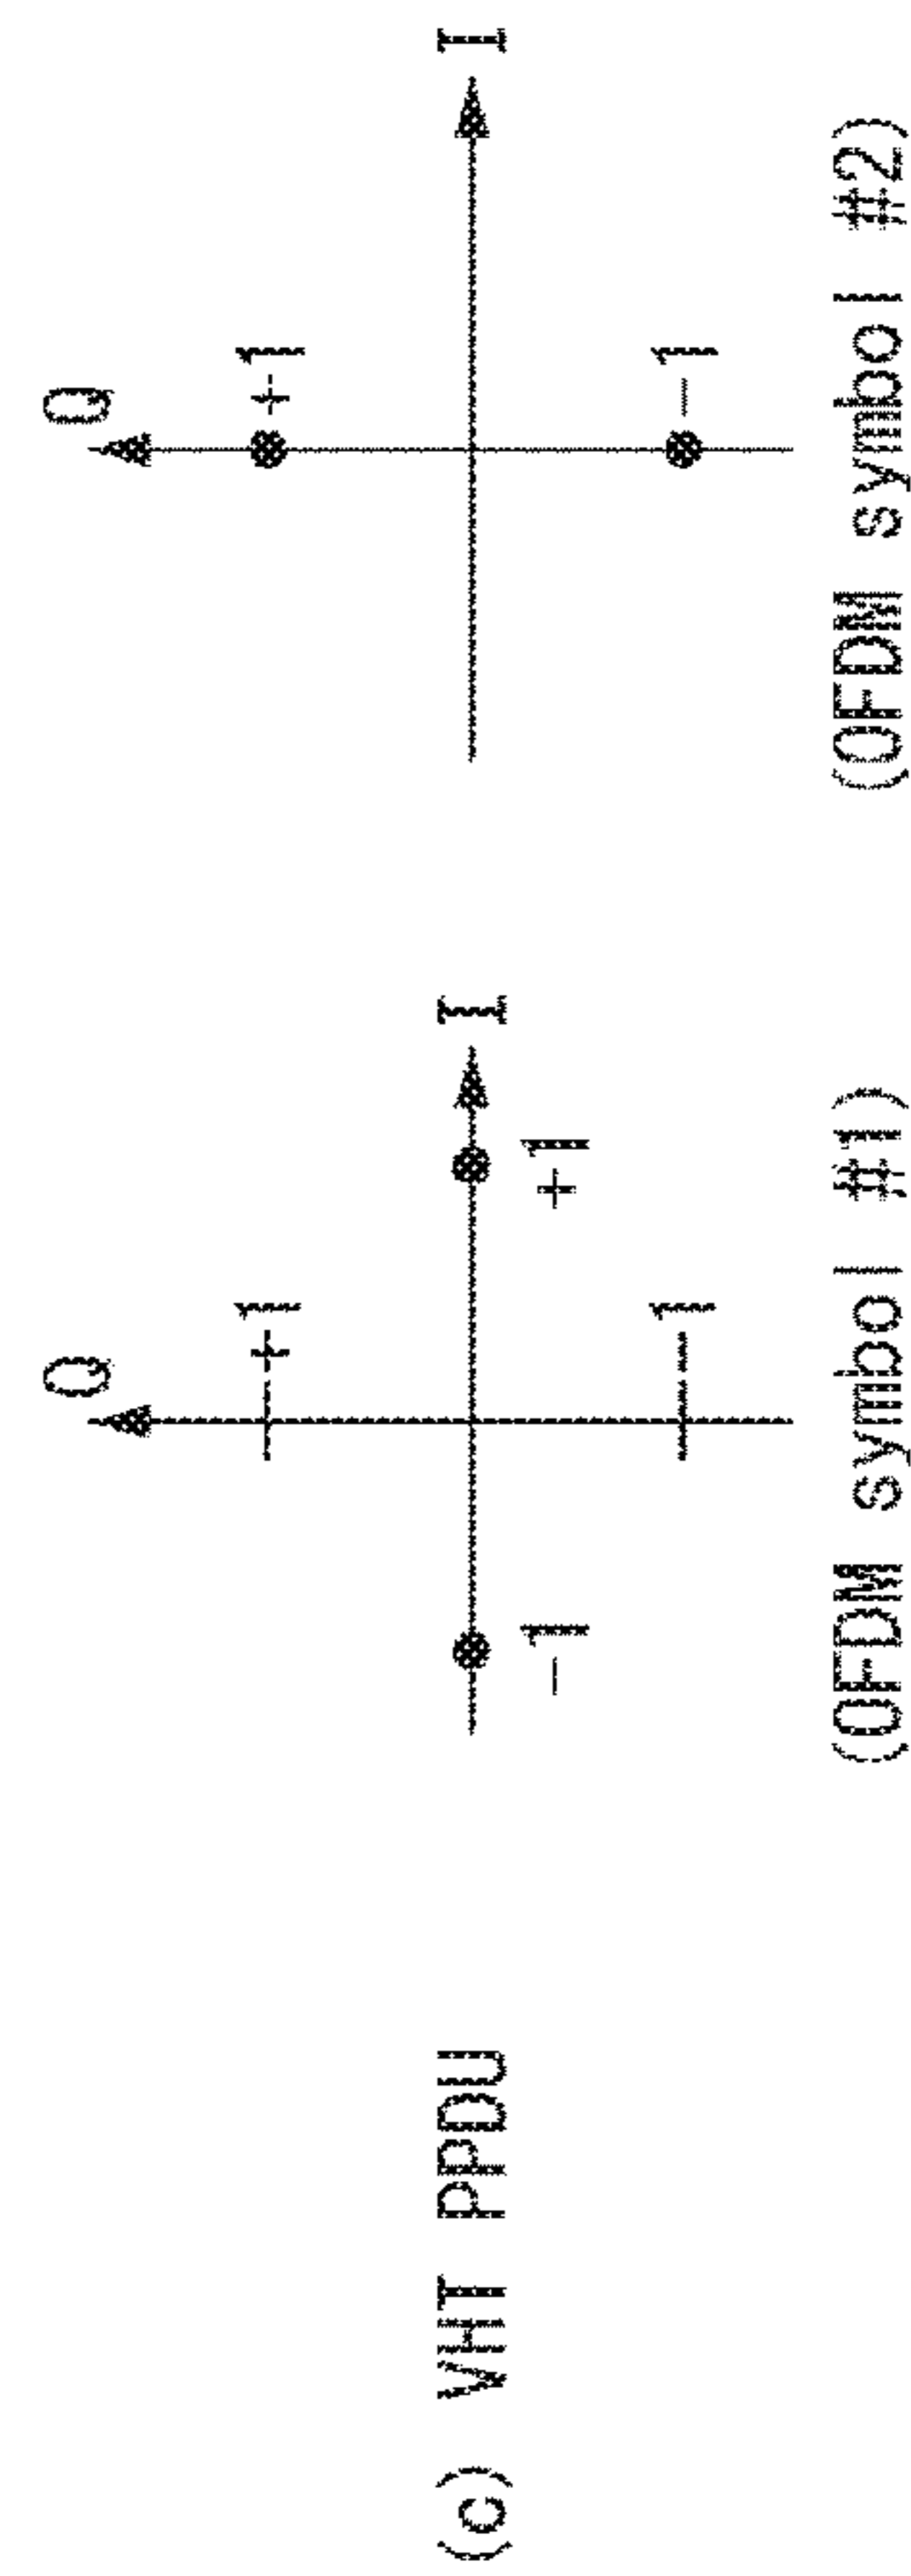 (c) VHT PPDU
Q
+1
I
-1
+1
-1
(OFDM symbol #1)
Q
+1
I
-1
(OFDM symbol #2)